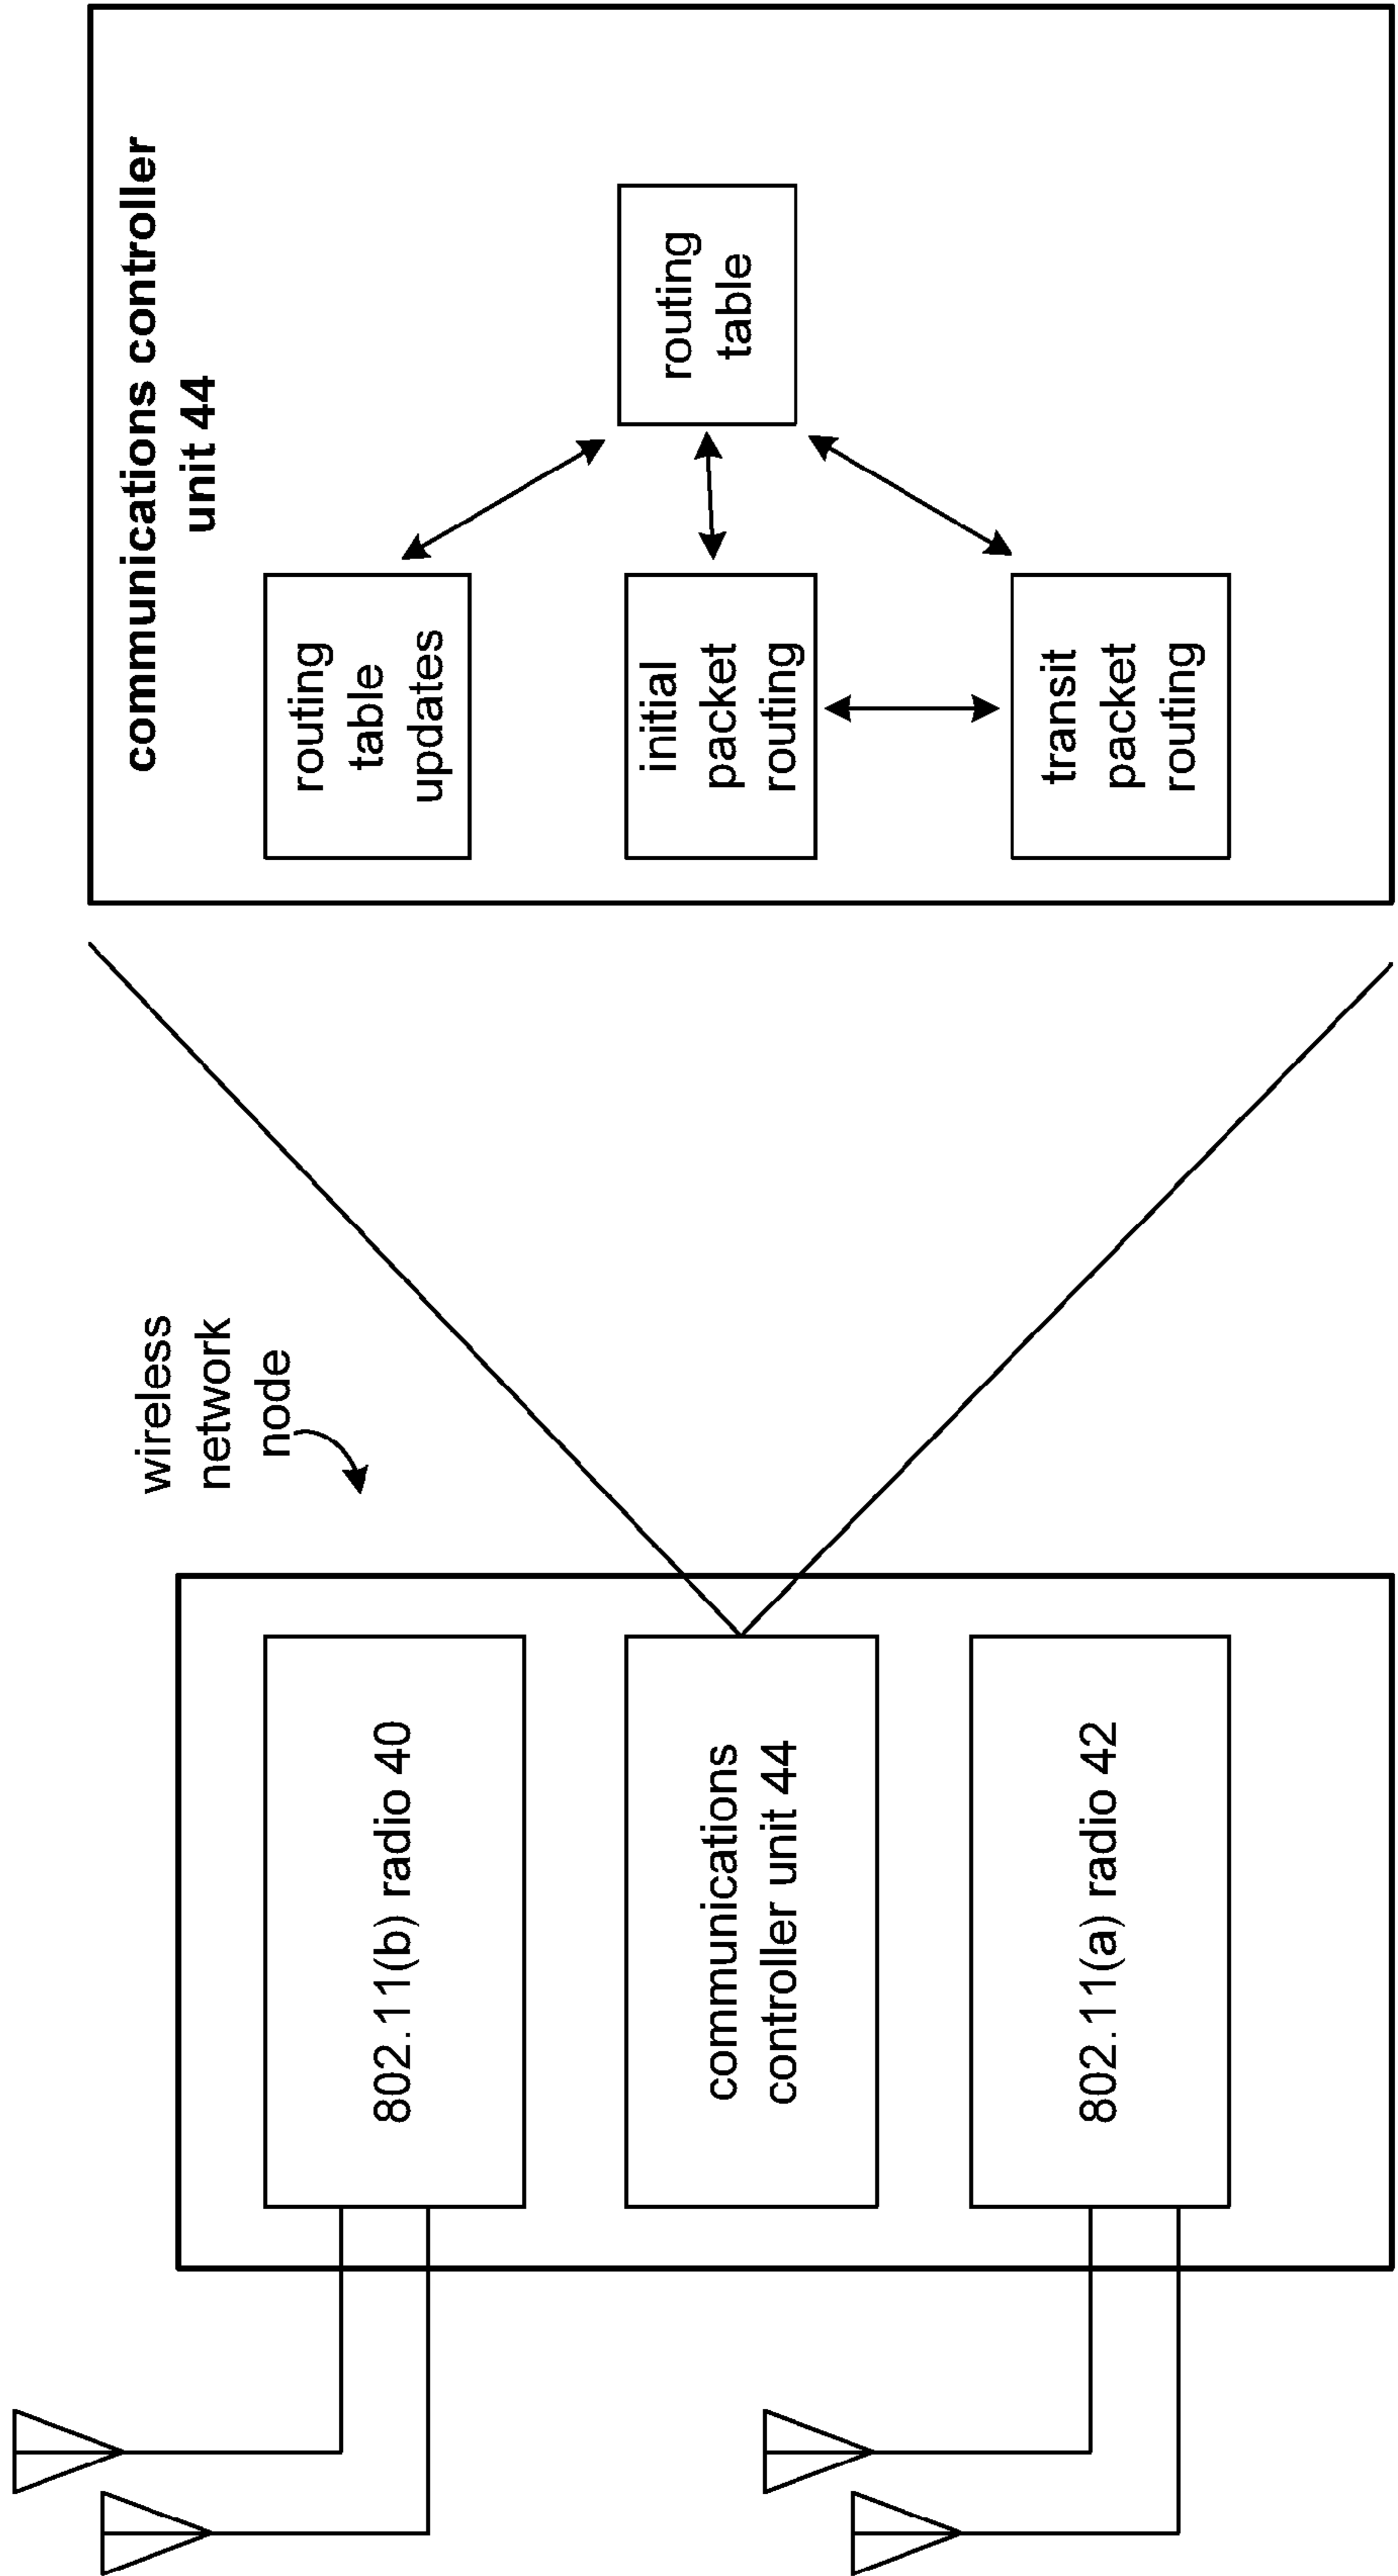 wireless
network
node
802.11(b) radio 40
communications
controller unit 44
802.11(a) radio 42
communications controller
unit 44
routing
table
updates
initial
packet
routing
transit
packet
routing
routing
table